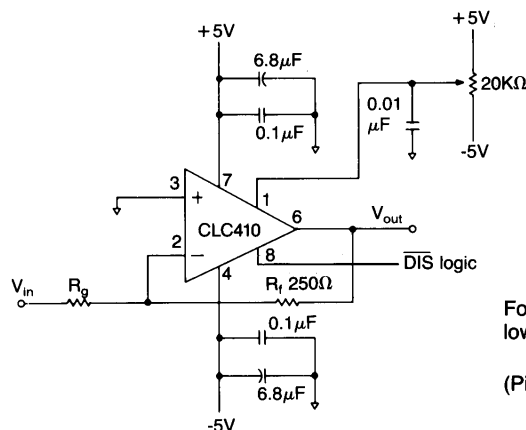 +5V
+5V
6.8μF
20KΩ
0.01
μF
0.1μF
-5V
7
3
1
+
6
V_out
CLC410
2
−
8
D̅I̅S̅ logic
4
V_in
R_g
R_f 250Ω
0.1μF
Fo
low
6.8μF
(Pi
-5V